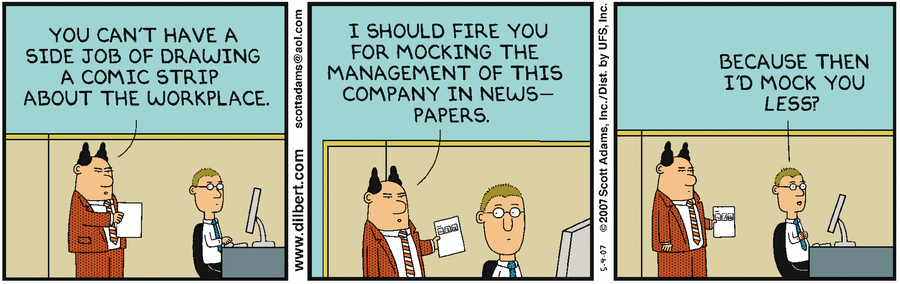 YOU CAN'T HAVE A
SIDE JOB OF DRAWING
A COMIC STRIP
ABOUT THE WORKPLACE.
www.dilbert.com scottadams@aol.com
I SHOULD FIRE YOU
FOR MOCKING THE
MANAGEMENT OF THIS
COMPANY IN NEWS-
PAPERS.
5-4-07 ©2007 Scott Adams, Inc./Dist. by UFS, Inc.
BECAUSE THEN
I'D MOCK YOU
LESS?